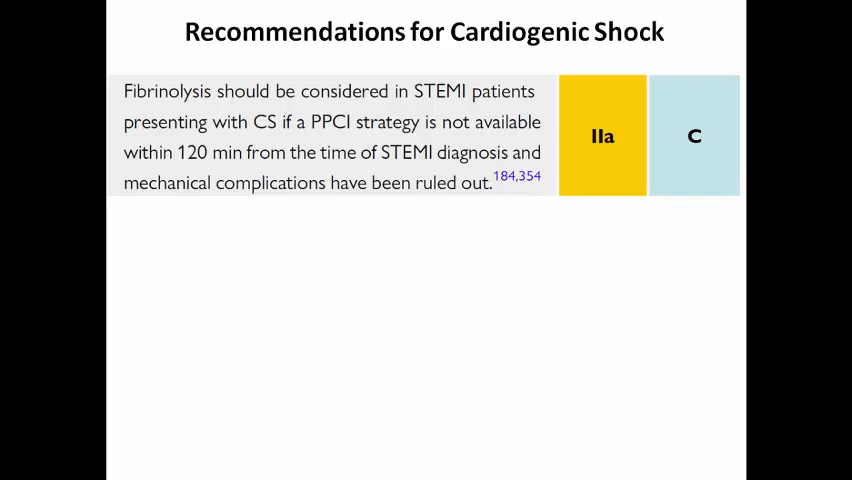 Recommendations for Cardiogenic Shock
Fibrinolysis should be considered in STEMI patients
presenting with CS if a PPCI strategy is not available
within 120 min from the time of STEMI diagnosis and
mechanical complications have been ruled out.184,354
IIa
C